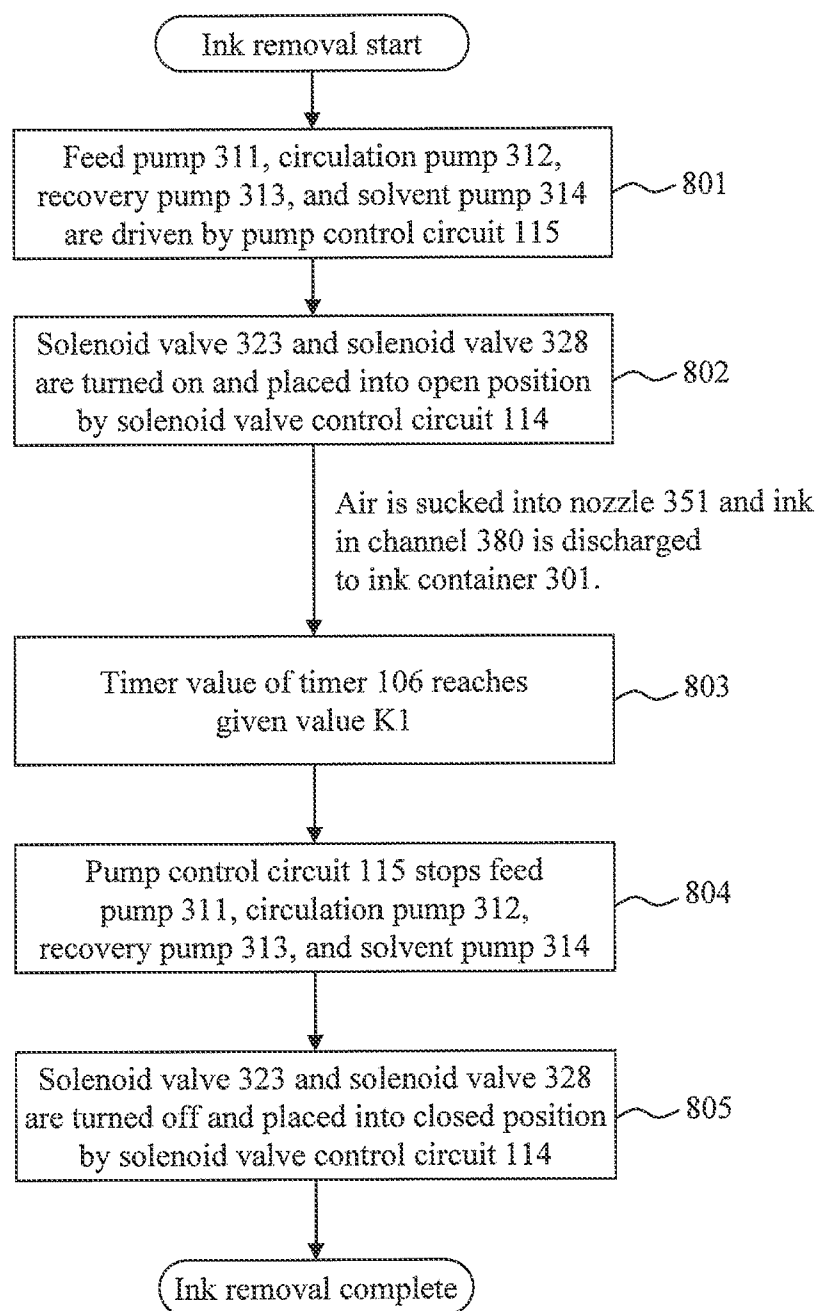 Ink removal start
Feed pump 311, circulation pump 312,
recovery pump 313, and solvent pump 314
are driven by pump control circuit 115
801
Solenoid valve 323 and solenoid valve 328
are turned on and placed into open position
by solenoid valve control circuit 114
802
Air is sucked into nozzle 351 and ink
in channel 380 is discharged
to ink container 301.
Timer value of timer 106 reaches
given value K1
803
Pump control circuit 115 stops feed
pump 311, circulation pump 312,
recovery pump 313, and solvent pump 314
804
Solenoid valve 323 and solenoid valve 328
are turned off and placed into closed position
by solenoid valve control circuit 114
805
Ink removal complete